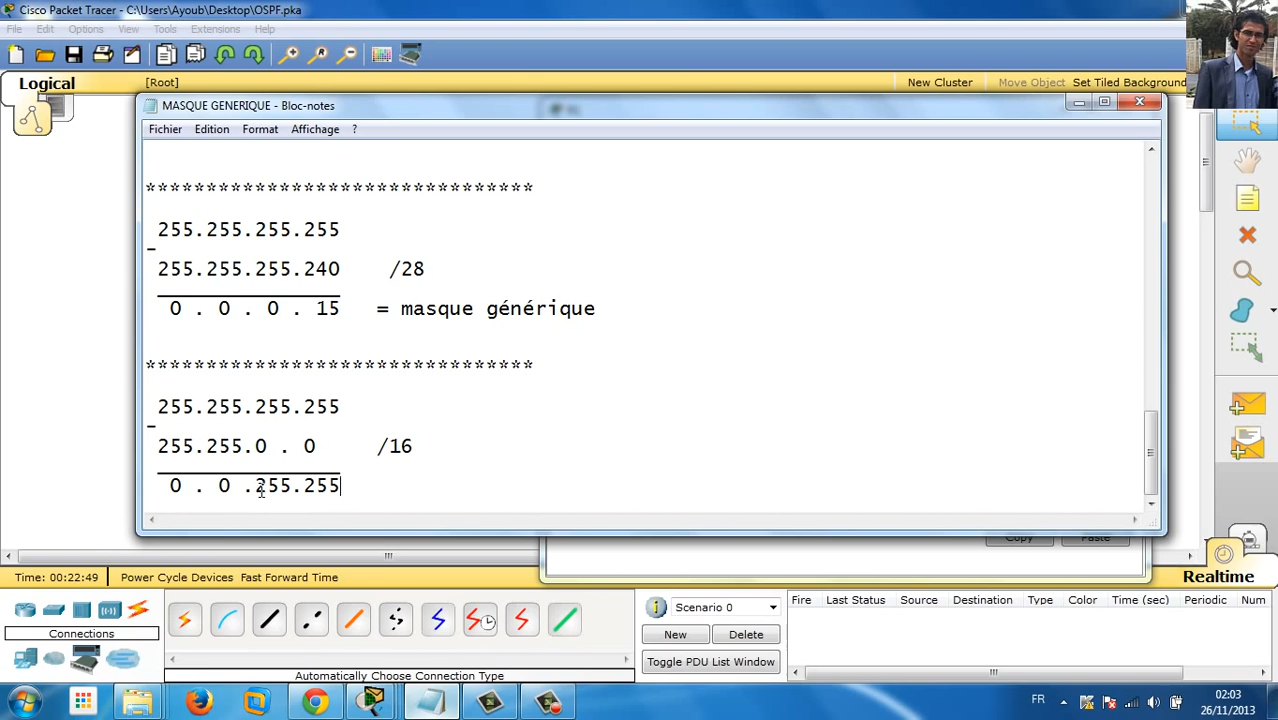 Cisco Packet Tracer - C:\Users\Ayoub\Desktop\OSPF.pka
File Edit Options View Tools Extensions Help
Logical [Root] New Cluster Move Object Set Tiled Background
MASQUE GENERIQUE - Bloc-notes
Fichier Edition Format Affichage ?
********************************
255.255.255.255
-
255.255.255.240 /28
0 . 0 . 0 . 15 = masque générique
********************************
255.255.255.255
-
255.255.0 . 0 /16
0 . 0 .255.255
Copy Paste
Time: 00:22:49 Power Cycle Devices Fast Forward Time Realtime
Scenario 0
Fire Last Status Source Destination Type Color Time (sec) Periodic Num
Connections
New Delete
Toggle PDU List Window
Automatically Choose Connection Type
FR
02:03
26/11/2013